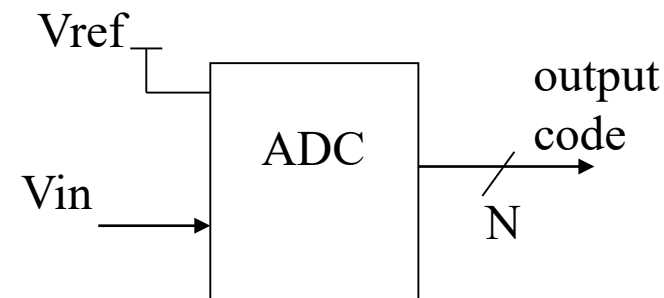 Vref
output
code
ADC
Vin
N